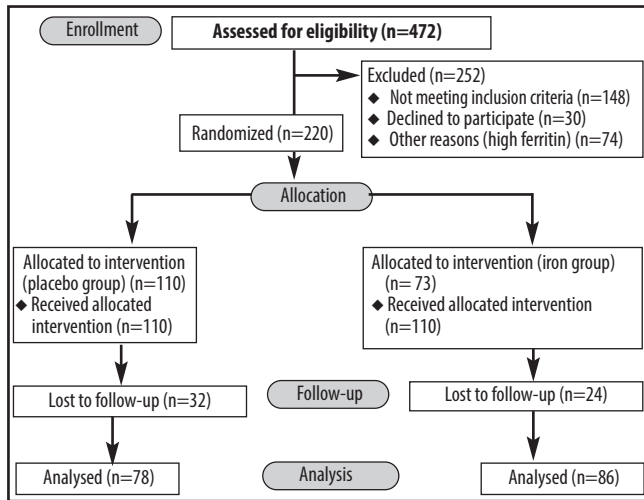 Enrollment
Assessed for eligibility (n=472)
Excluded (n=252)
◆ Not meeting inclusion criteria (n=148)
◆ Declined to participate (n=30)
◆ Other reasons (high ferritin) (n=74)
Randomized (n=220)
Allocation
Allocated to intervention
(placebo group) (n=110)
◆ Received allocated
intervention (n=110)
Allocated to intervention (iron group)
(n= 73)
◆ Received allocated intervention
(n=110)
Lost to follow-up (n=32)
Follow-up
Lost to follow-up (n=24)
Analysed (n=78)
Analysis
Analysed (n=86)